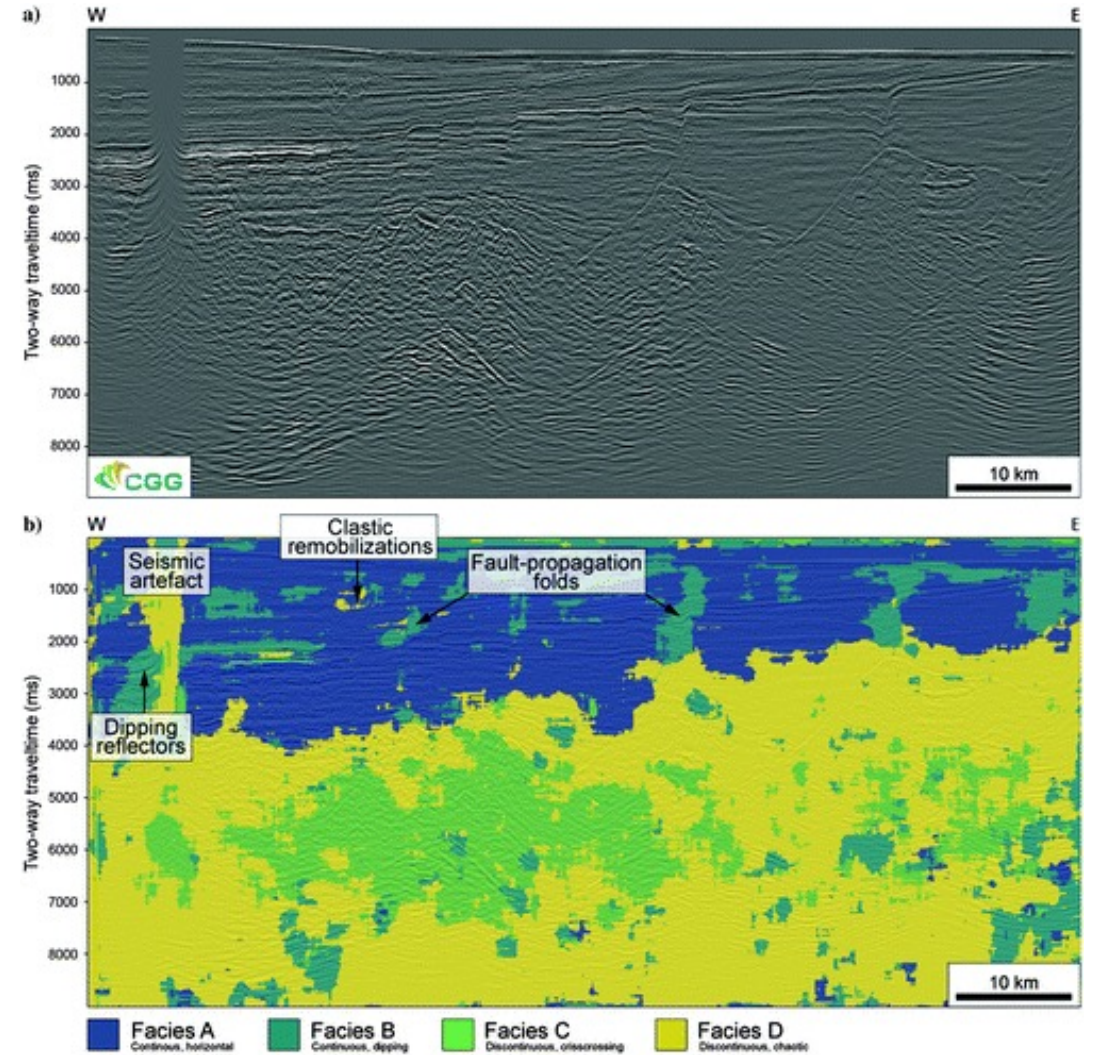 a)
W
E
1000
2000
3000
4000
5000
6000
7000
8000
Two-way traveltime (ms)
CGG
10 km
b)
W
E
Clastic
remobilizations
Seismic
artefact
Fault-propagation
folds
Dipping
reflectors
1000
2000
3000
4000
5000
6000
7000
8000
Two-way traveltime (ms)
10 km
Facies A
Continous, horizontal
Facies B
Continuous, dipping
Facies C
Discontinuous, crisscrossing
Facies D
Discontinuous, chaotic